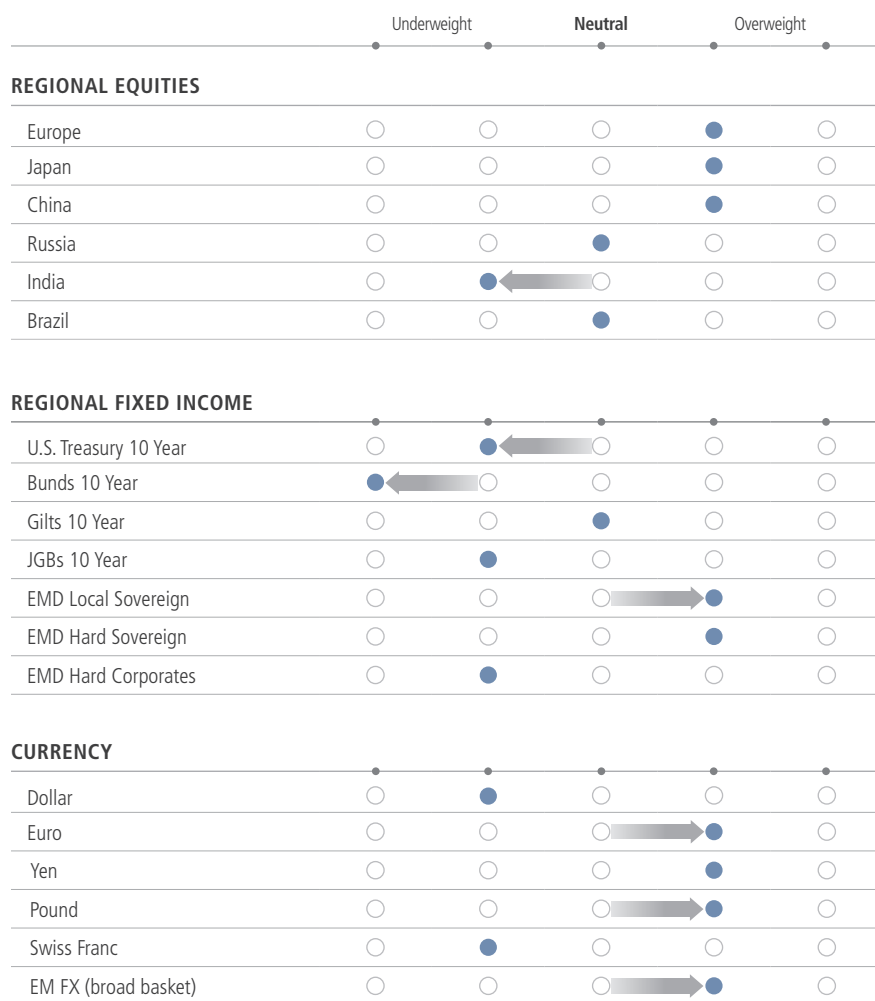 Underweight Neutral Overweight
REGIONAL EQUITIES
Europe
Japan
China
Russia
India
Brazil
REGIONAL FIXED INCOME
U.S. Treasury 10 Year
Bunds 10 Year
Gilts 10 Year
JGBs 10 Year
EMD Local Sovereign
EMD Hard Sovereign
EMD Hard Corporates
CURRENCY
Dollar
Euro
Yen
Pound
Swiss Franc
EM FX (broad basket)